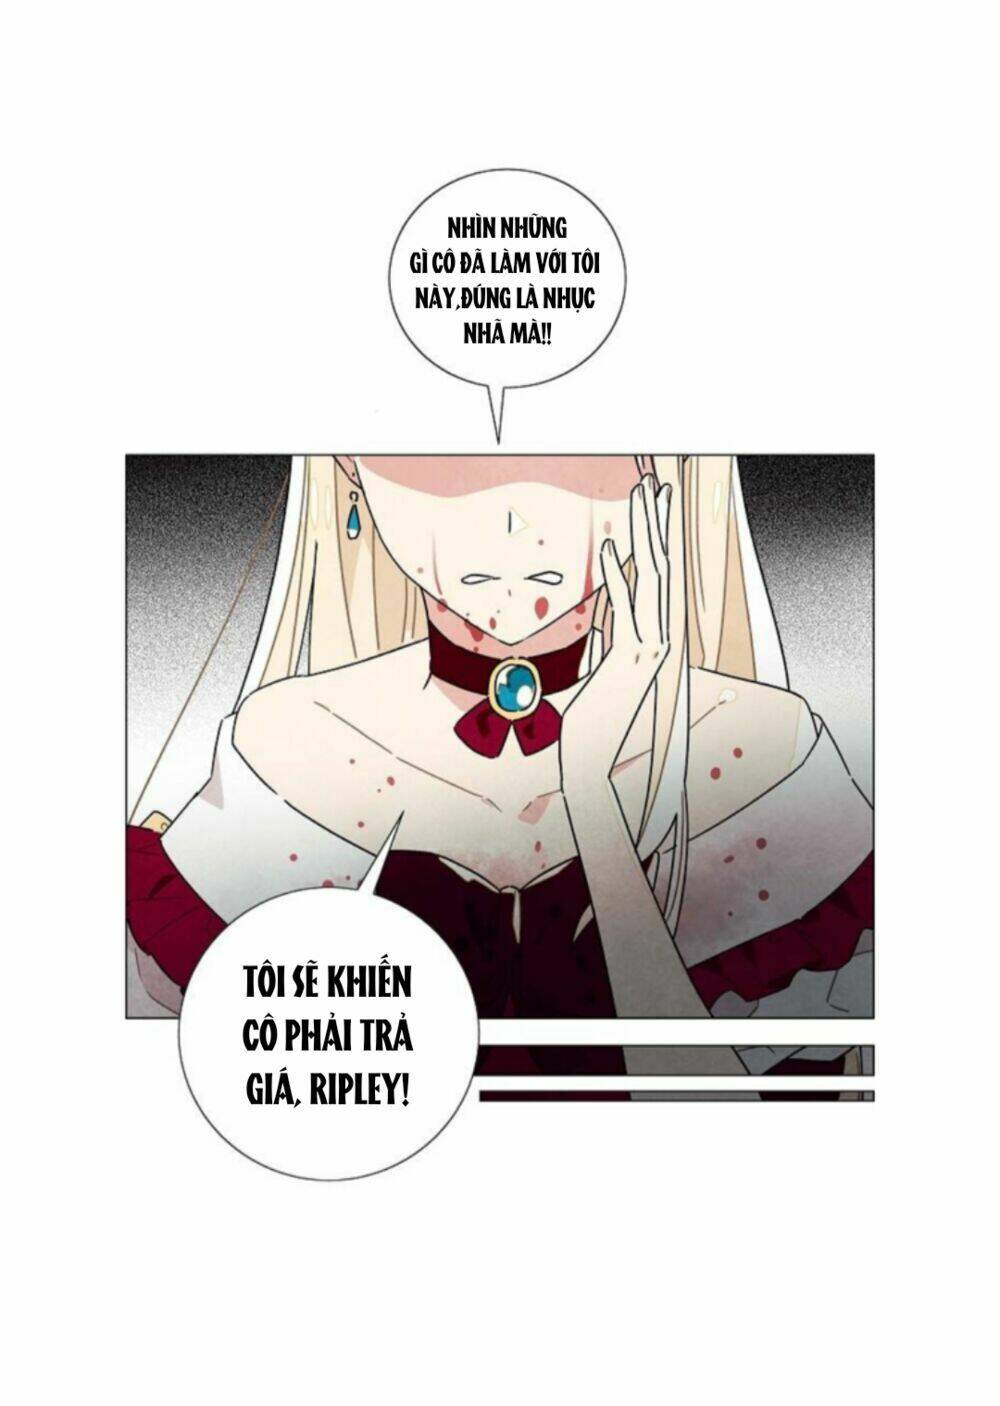 NHÌN NHỮNG
GÌ CÔ ĐÃ LÀM VỚI TÔI
NÀY,ĐÚNG LÀ NHỤC
NHÃ MÀ!!
TÔI SẼ KHIẾN
CÔ PHẢI TRẢ
GIÁ, RIPLEY!